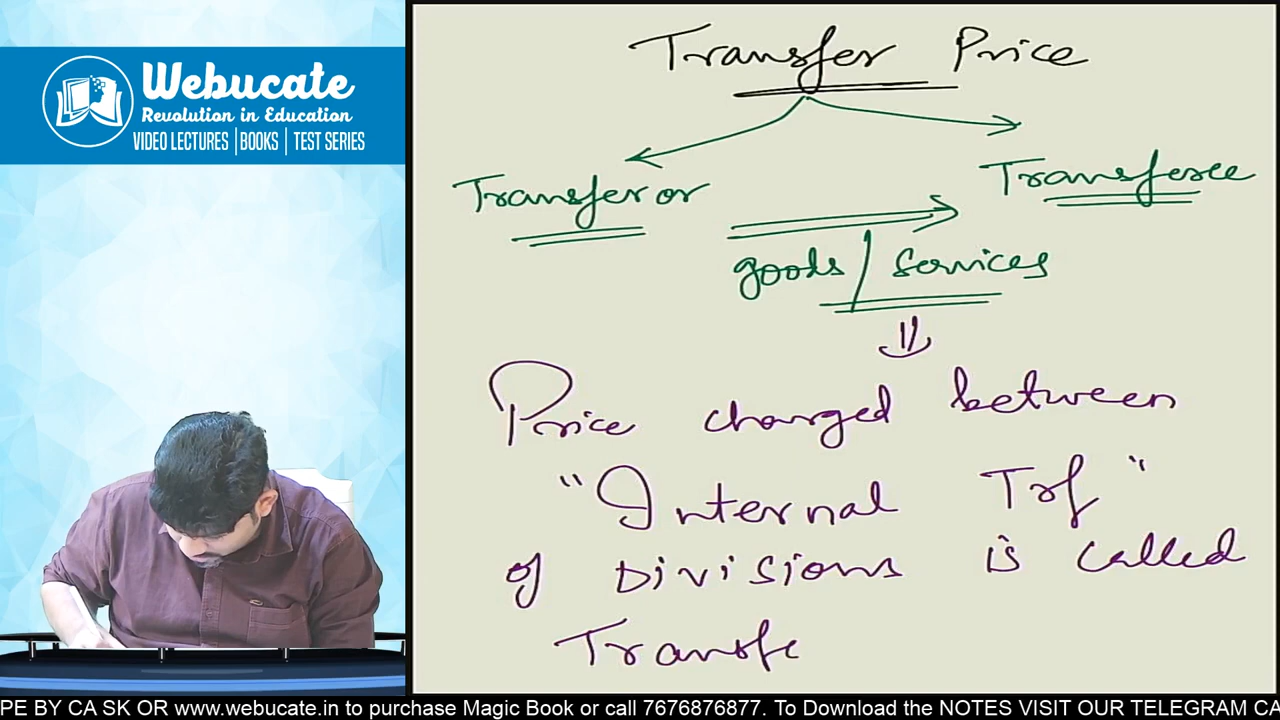 Webucate
Revolution in Education
VIDEO LECTURES | BOOKS | TEST SERIES
Transfer Price
Transferor
Transferee
goods / Services
Price charged between
"Internal Trf"
of Divisions is called
Transfe
PE BY CA SK OR www.webucate.in to purchase Magic Book or call 7676876877. To Download the NOTES VISIT OUR TELEGRAM CA